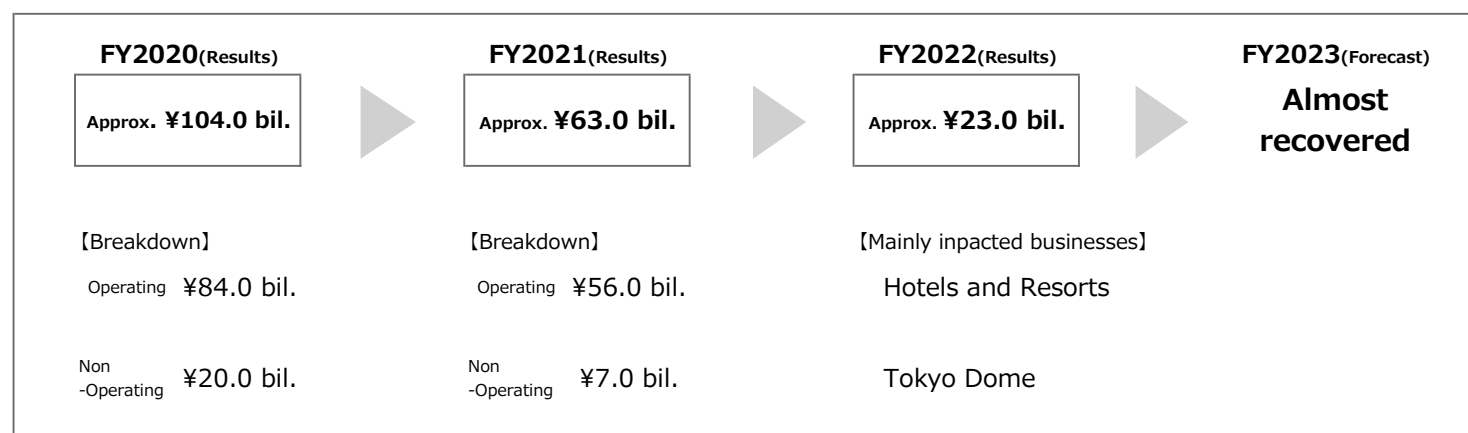 FY2020(Results)
Approx. ¥104.0 bil.
【Breakdown】
Operating ¥84.0 bil.
Non
-Operating ¥20.0 bil.
FY2021(Results)
Approx. ¥63.0 bil.
【Breakdown】
Operating ¥56.0 bil.
Non
-Operating ¥7.0 bil.
FY2022(Results)
Approx. ¥23.0 bil.
【Mainly inpacted businesses】
Hotels and Resorts
Tokyo Dome
FY2023(Forecast)
Almost
recovered